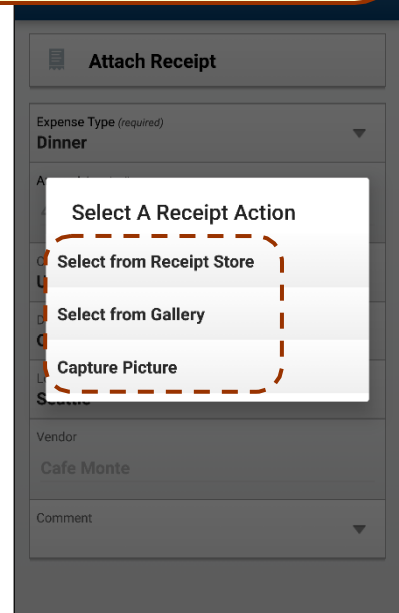 Attach Receipt
Expense Type (required)
Dinner
Select A Receipt Action
Select from Receipt Store
Select from Gallery
Capture Picture
Seattle
Vendor
Cafe Monte
Comment